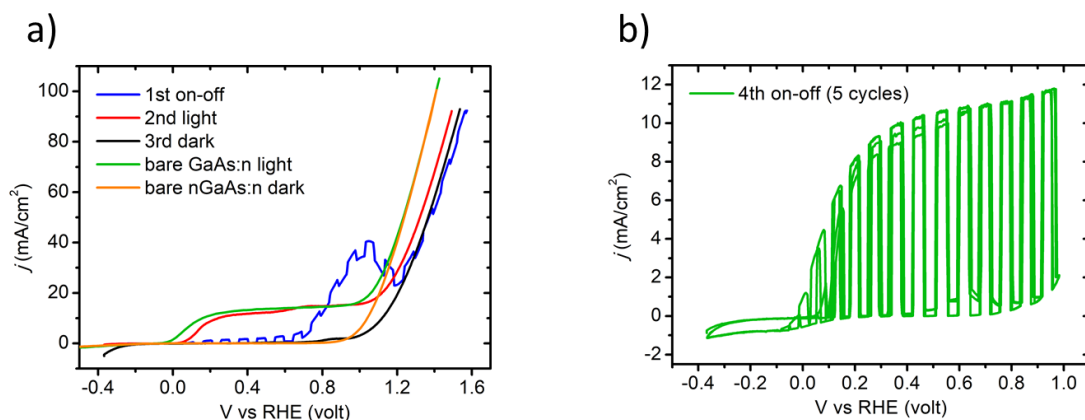 a)
j (mA/cm²)
100
80
60
40
20
0
1st on-off
2nd light
3rd dark
bare GaAs:n light
bare nGaAs:n dark
-0.4 0.0 0.4 0.8 1.2 1.6
V vs RHE (volt)
b)
j (mA/cm²)
12
10
8
6
4
2
0
-2
4th on-off (5 cycles)
-0.4 -0.2 0.0 0.2 0.4 0.6 0.8 1.0
V vs RHE (volt)